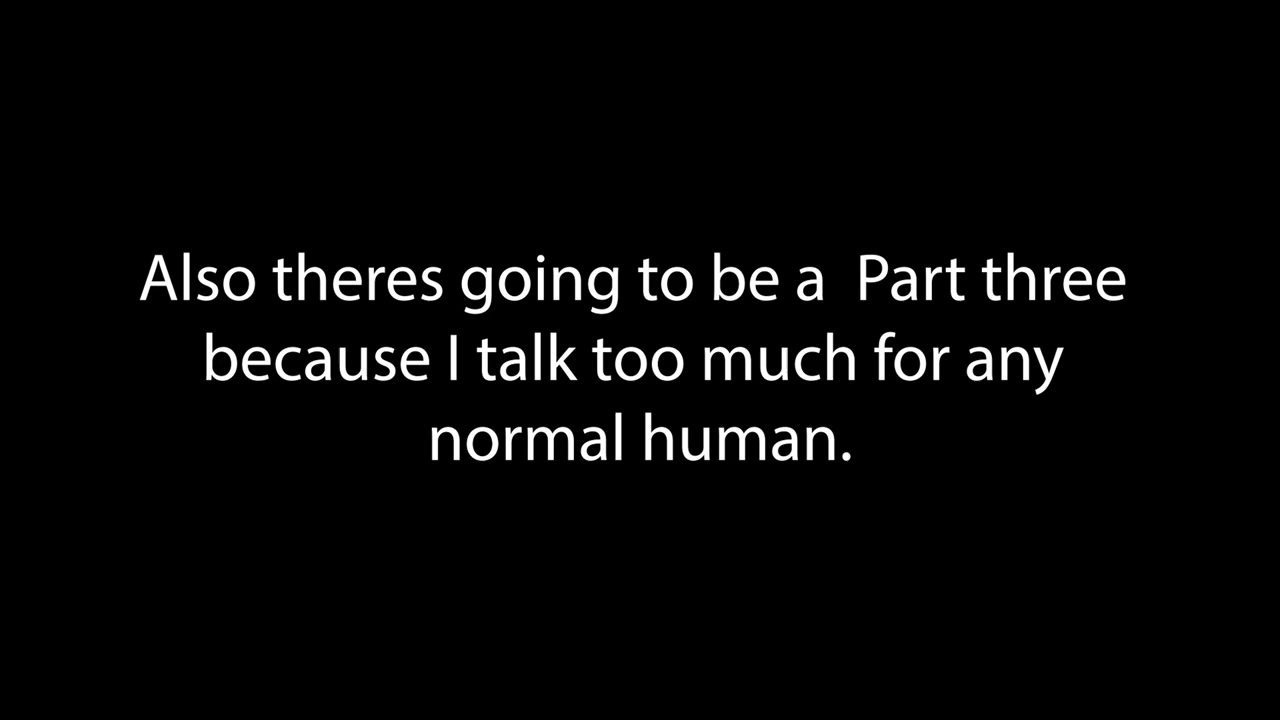 Also theres going to be a  Part three
because I talk too much for any
normal human.